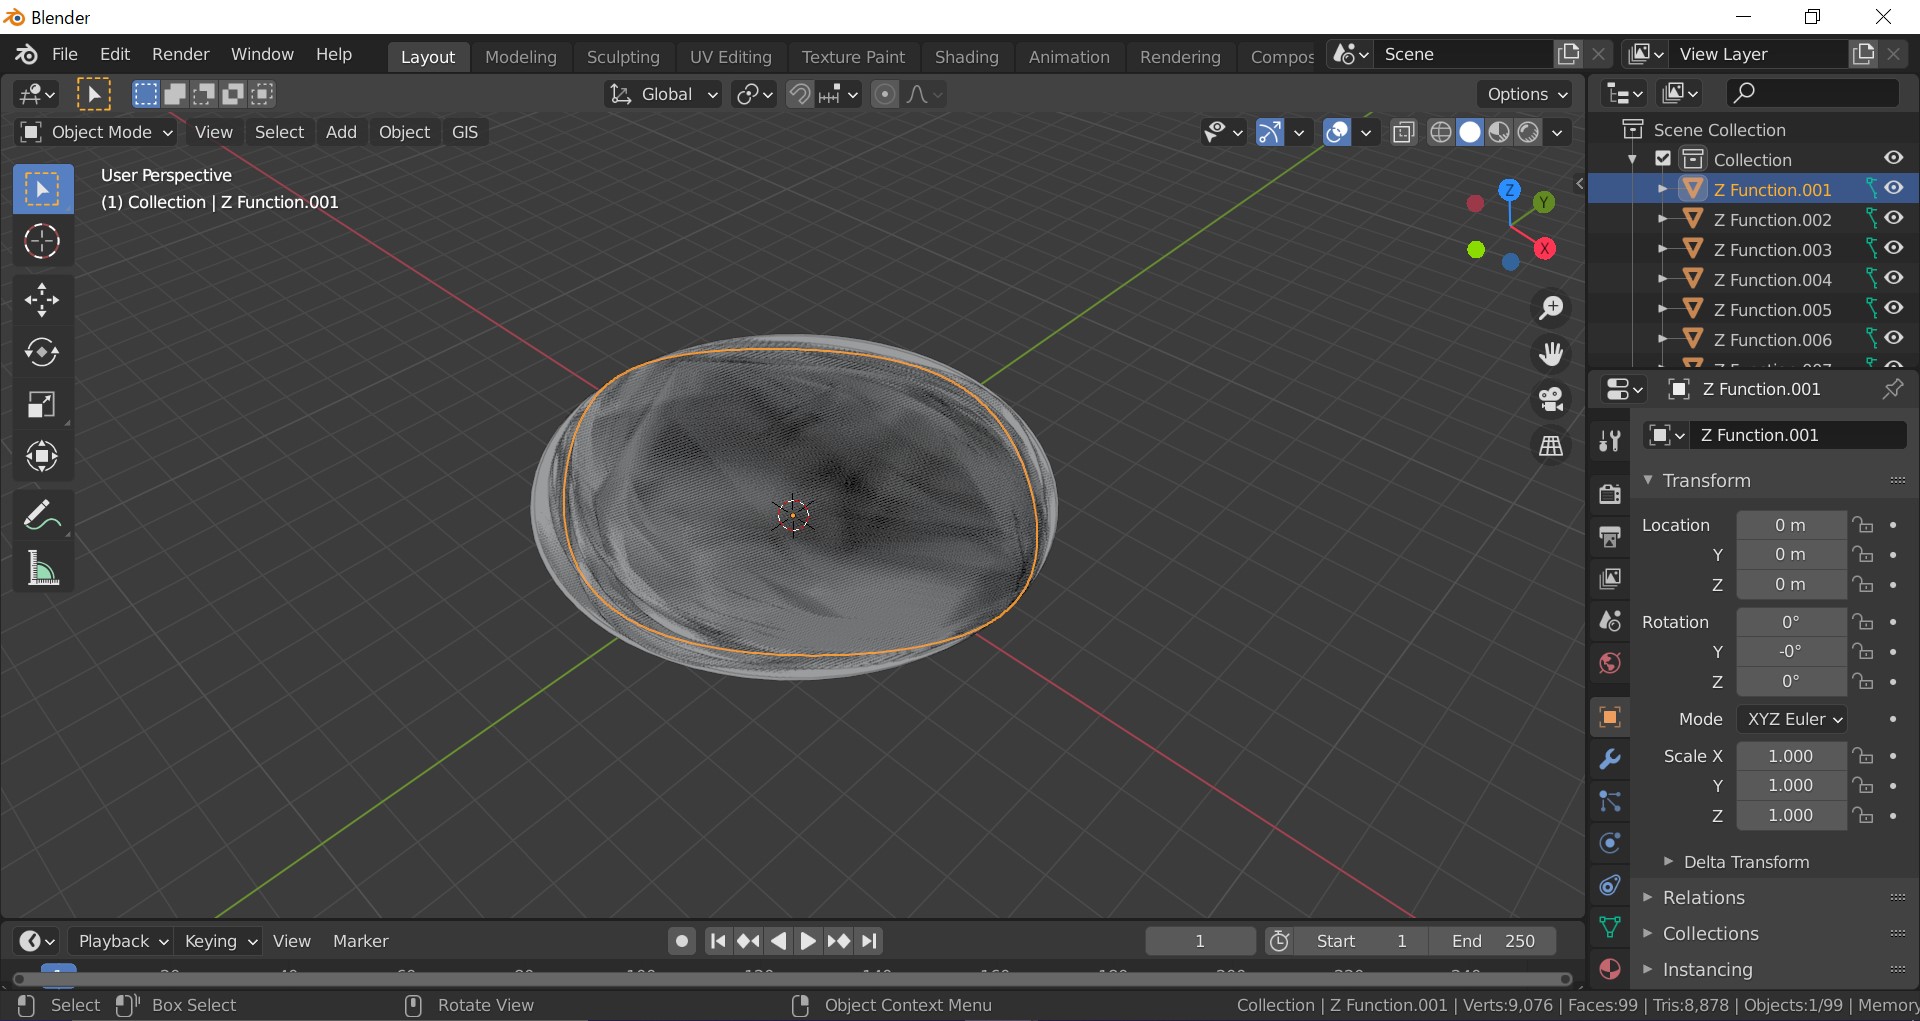 Blender
File Edit Render Window Help
Layout Modeling Sculpting UV Editing Texture Paint Shading Animation Rendering Compos
Scene
View Layer
Global
Options
Object Mode View Select Add Object GIS
User Perspective
(1) Collection | Z Function.001
Z
Y
X
Scene Collection
Collection
Z Function.001
Z Function.002
Z Function.003
Z Function.004
Z Function.005
Z Function.006
Z Function.001
Z Function.001
Transform
Location 0 m
Y 0 m
Z 0 m
Rotation 0°
Y -0°
Z 0°
Mode XYZ Euler
Scale X 1.000
Y 1.000
Z 1.000
Delta Transform
Relations
Collections
Instancing
Playback Keying View Marker
1
Start 1
End 250
Select Box Select Rotate View Object Context Menu
Collection | Z Function.001 | Verts:9,076 | Faces:99 | Tris:8,878 | Objects:1/99 | Memory